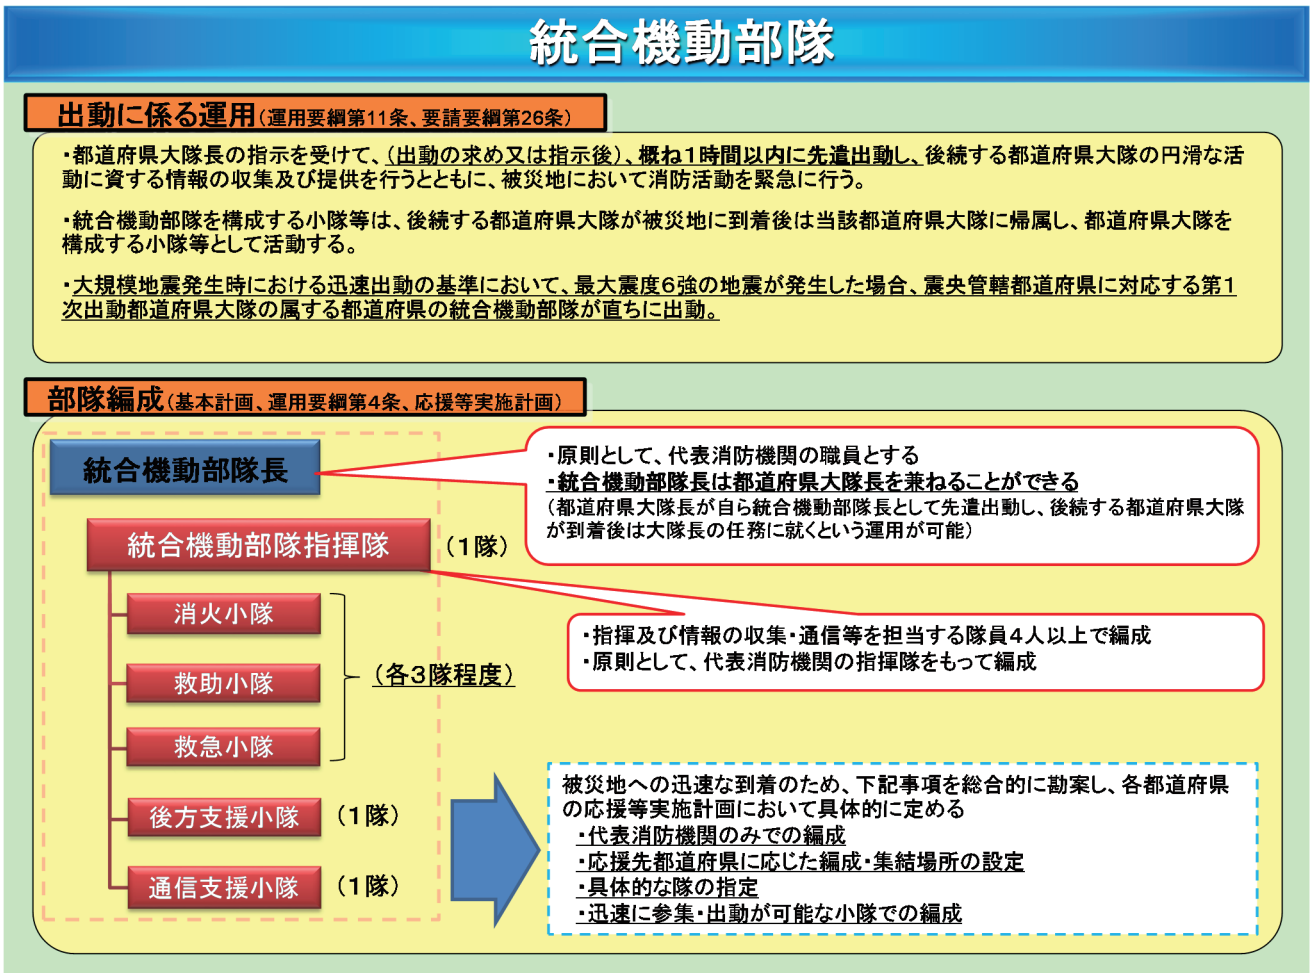 統合機動部隊
出動に係る運用(運用要綱第11条、要請要綱第26条)
・都道府県大隊長の指示を受けて、(出動の求め又は指示後)、概ね1時間以内に先遣出動し、後続する都道府県大隊の円滑な活
動に資する情報の収集及び提供を行うとともに、被災地において消防活動を緊急に行う。
・統合機動部隊を構成する小隊等は、後続する都道府県大隊が被災地に到着後は当該都道府県大隊に帰属し、都道府県大隊を
構成する小隊等として活動する。
・大規模地震発生時における迅速出動の基準において、最大震度6強の地震が発生した場合、震央管轄都道府県に対応する第1
次出動都道府県大隊の属する都道府県の統合機動部隊が直ちに出動。
部隊編成(基本計画、運用要綱第4条、応援等実施計画)
統合機動部隊長
・原則として、代表消防機関の職員とする
・統合機動部隊長は都道府県大隊長を兼ねることができる
(都道府県大隊長が自ら統合機動部隊長として先遣出動し、後続する都道府県大隊
が到着後は大隊長の任務に就くという運用が可能)
統合機動部隊指揮隊
(1隊)
・指揮及び情報の収集・通信等を担当する隊員4人以上で編成
・原則として、代表消防機関の指揮隊をもって編成
消火小隊
救助小隊
救急小隊
(各3隊程度)
後方支援小隊
(1隊)
通信支援小隊
(1隊)
被災地への迅速な到着のため、下記事項を総合的に勘案し、各都道府県
の応援等実施計画において具体的に定める
・代表消防機関のみでの編成
・応援先都道府県に応じた編成・集結場所の設定
・具体的な隊の指定
・迅速に参集・出動が可能な小隊での編成